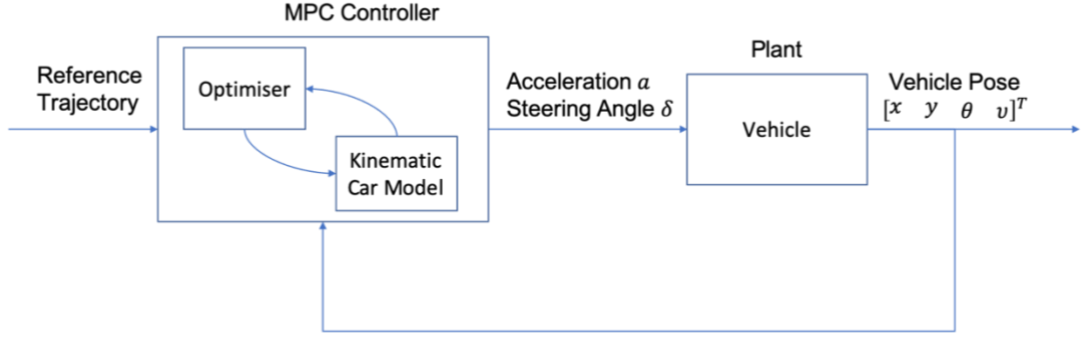 MPC Controller
Reference
Trajectory
Optimiser
Kinematic
Car Model
Acceleration 𝑎
Steering Angle 𝛿
Plant
Vehicle
Vehicle Pose
[𝑥 𝑦 𝜃 𝑣]ᵀ